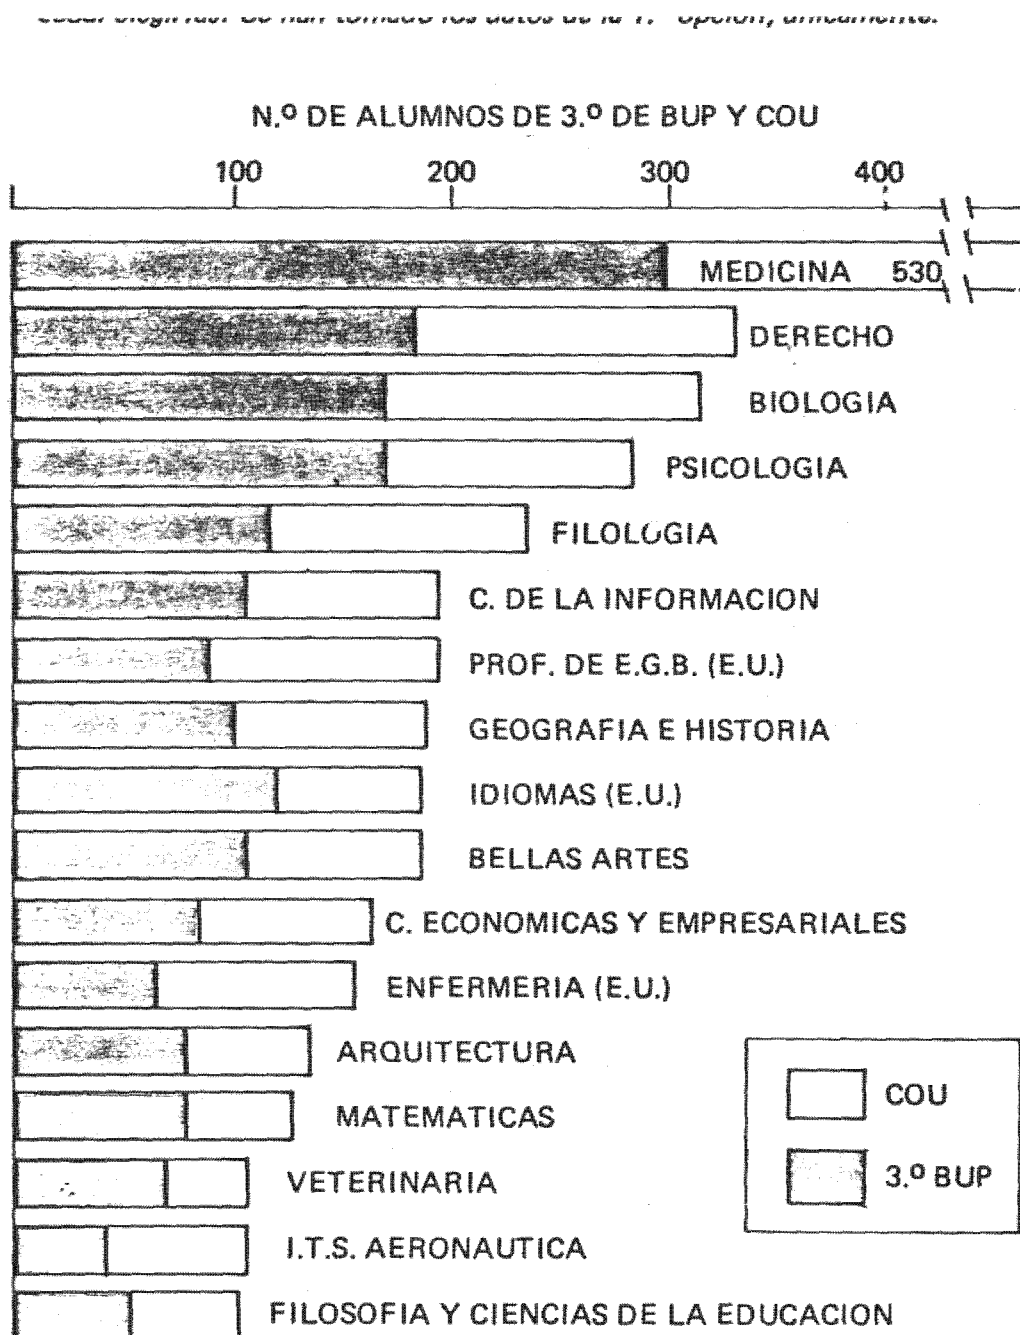 N.º DE ALUMNOS DE 3.º DE BUP Y COU
100 200 300 400
MEDICINA 530
DERECHO
BIOLOGIA
PSICOLOGIA
FILOLOGIA
C. DE LA INFORMACION
PROF. DE E.G.B. (E.U.)
GEOGRAFIA E HISTORIA
IDIOMAS (E.U.)
BELLAS ARTES
C. ECONOMICAS Y EMPRESARIALES
ENFERMERIA (E.U.)
ARQUITECTURA
MATEMATICAS
VETERINARIA
I.T.S. AERONAUTICA
FILOSOFIA Y CIENCIAS DE LA EDUCACION
COU
3.º BUP